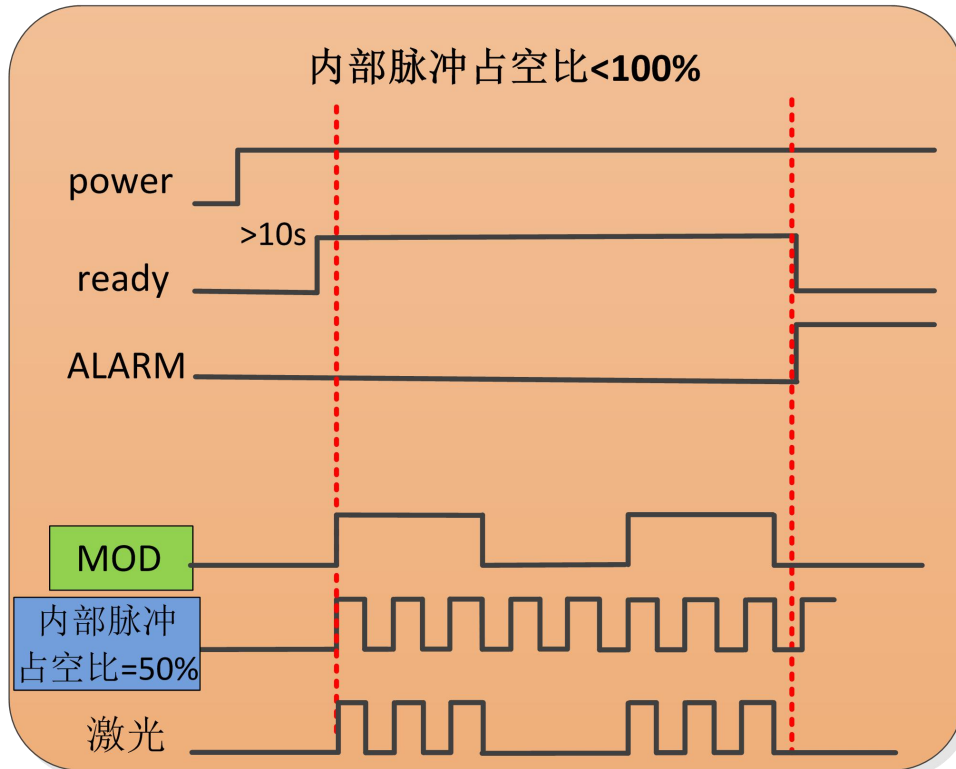 内部脉冲占空比<100%
power
>10s
ready
ALARM
MOD
内部脉冲
占空比=50%
激光